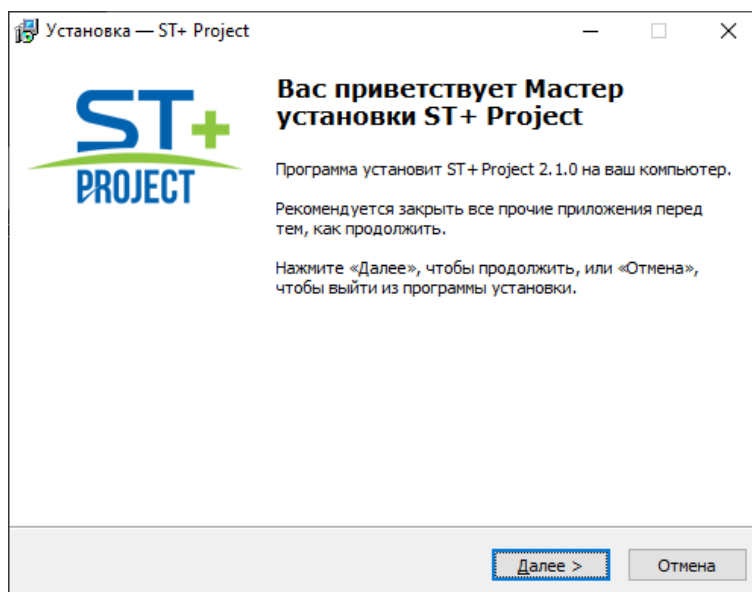 Установка — ST+ Project
ST+
PROJECT
Вас приветствует Мастер
установки ST+ Project
Программа установит ST+Project 2.1.0 на ваш компьютер.
Рекомендуется закрыть все прочие приложения перед
тем, как продолжить.
Нажмите «Далее», чтобы продолжить, или «Отмена»,
чтобы выйти из программы установки.
Далее >
Отмена